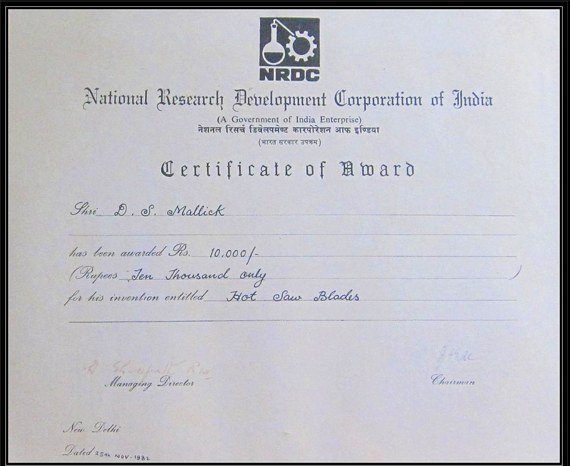 NRDC
National Research Development Corporation of India
(A Government of India Enterprise)
नेशनल रिसर्च डिवेलपमेण्ट कारपोरेशन आफ इण्डिया
(भारत सरकार उपक्रम)
Certificate of Award
Shri D. S. Mallick
has been awarded Rs. 10,000/-
(Rupees Ten Thousand only )
for his invention entitled Hot Saw Blades
Managing Director Chairman
New Delhi
Dated 25th NOV. 1982